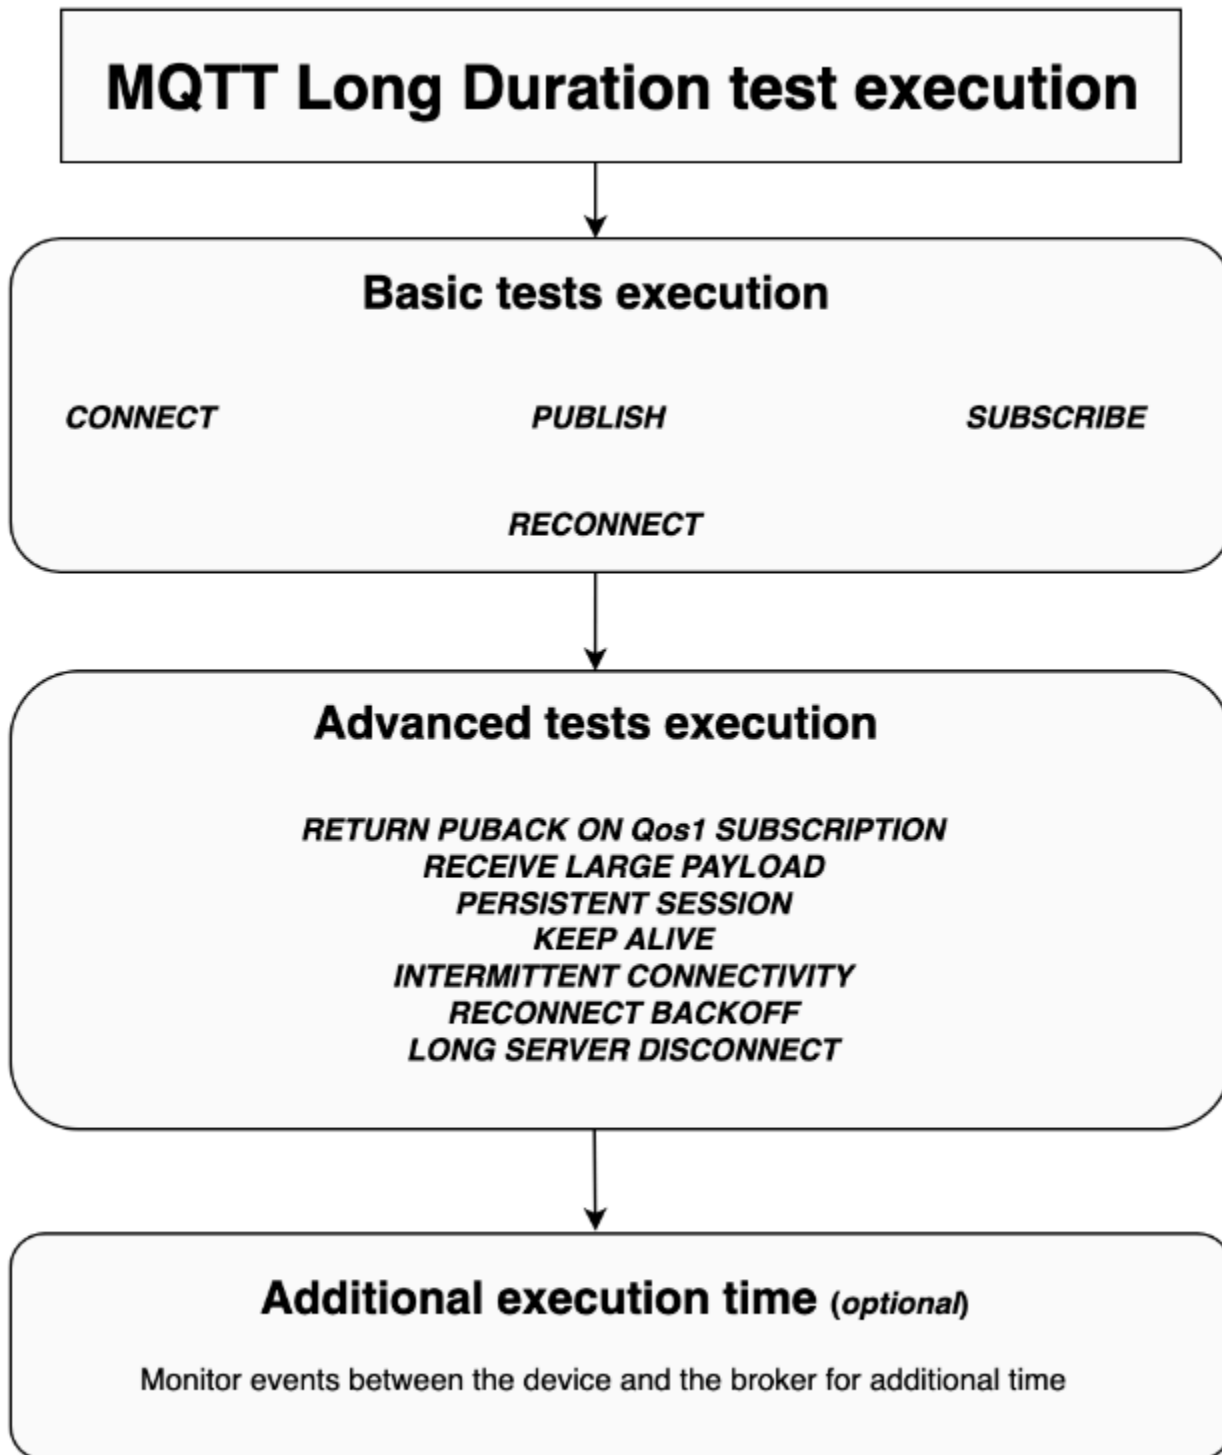 MQTT Long Duration test execution
Basic tests execution
CONNECT PUBLISH SUBSCRIBE
RECONNECT
Advanced tests execution
RETURN PUBACK ON Qos1 SUBSCRIPTION
RECEIVE LARGE PAYLOAD
PERSISTENT SESSION
KEEP ALIVE
INTERMITTENT CONNECTIVITY
RECONNECT BACKOFF
LONG SERVER DISCONNECT
Additional execution time (optional)
Monitor events between the device and the broker for additional time